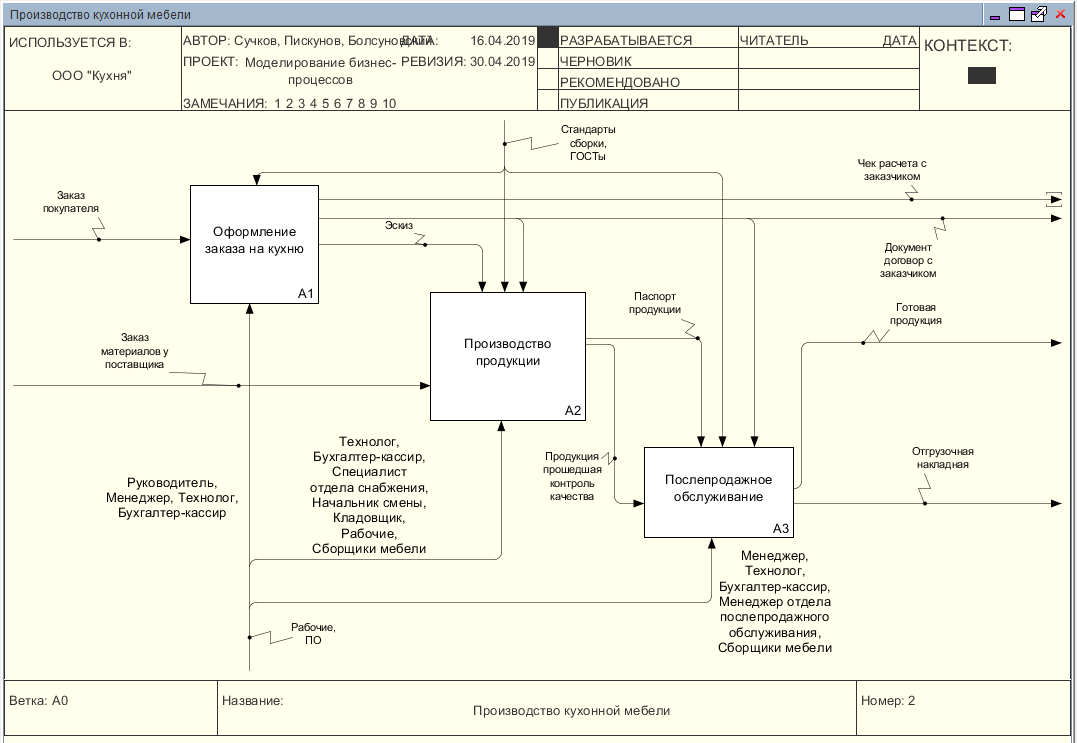 Производство кухонной мебели
ИСПОЛЬЗУЕТСЯ В:
ООО "Кухня"
АВТОР: Сучков, Пискунов, Болсуновский
ДАТА: 16.04.2019
ПРОЕКТ: Моделирование бизнес-
процессов
РЕВИЗИЯ: 30.04.2019
ЗАМЕЧАНИЯ: 1 2 3 4 5 6 7 8 9 10
РАЗРАБАТЫВАЕТСЯ
ЧЕРНОВИК
РЕКОМЕНДОВАНО
ПУБЛИКАЦИЯ
ЧИТАТЕЛЬ
ДАТА
КОНТЕКСТ:
Стандарты
сборки,
ГОСТы
Чек расчета с
заказчиком
Заказ
покупателя
Оформление
заказа на кухню
A1
Эскиз
Документ
договор с
заказчиком
Паспорт
продукции
Готовая
продукция
Заказ
материалов у
поставщика
Производство
продукции
A2
Технолог,
Бухгалтер-кассир,
Специалист
отдела снабжения,
Начальник смены,
Кладовщик,
Рабочие,
Сборщики мебели
Руководитель,
Менеджер, Технолог,
Бухгалтер-кассир
Продукция
прошедшая
контроль
качества
Послепродажное
обслуживание
A3
Отгрузочная
накладная
Менеджер,
Технолог,
Бухгалтер-кассир,
Менеджер отдела
послепродажного
обслуживания,
Сборщики мебели
Рабочие,
ПО
Ветка: A0
Название:
Производство кухонной мебели
Номер: 2